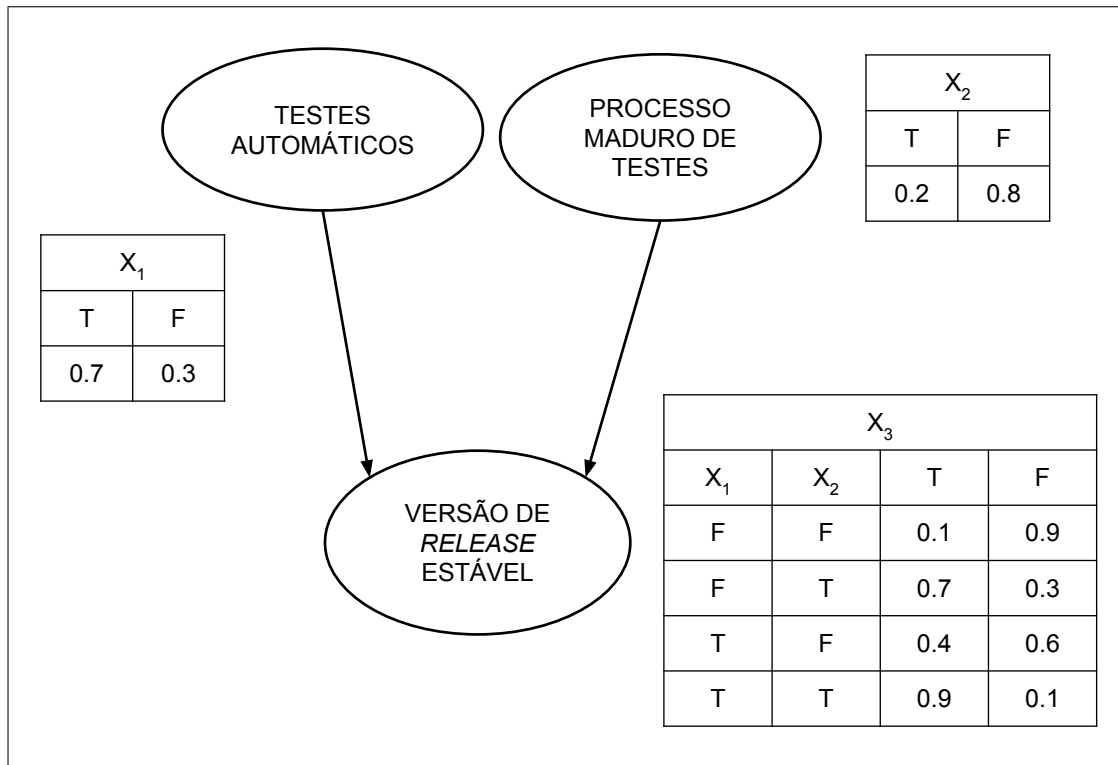 TESTES
AUTOMÁTICOS
PROCESSO
MADURO DE
TESTES
X₂
T F
0.2 0.8
X₁
T F
0.7 0.3
VERSÃO DE
RELEASE
ESTÁVEL
X₃
X₁ X₂ T F
F F 0.1 0.9
F T 0.7 0.3
T F 0.4 0.6
T T 0.9 0.1